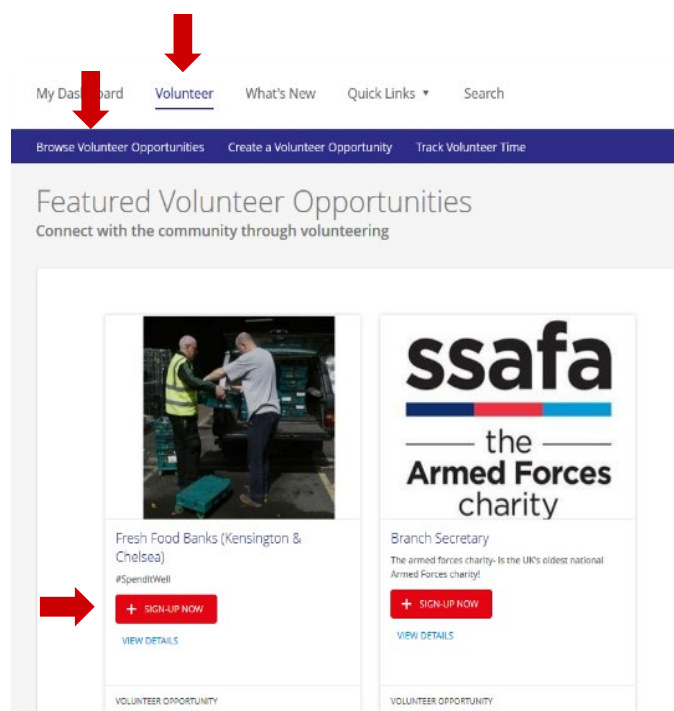 My Dashboard Volunteer What's New Quick Links ▾ Search
Browse Volunteer Opportunities Create a Volunteer Opportunity Track Volunteer Time
Featured Volunteer Opportunities
Connect with the community through volunteering
ssafa
the
Armed Forces
charity
Fresh Food Banks (Kensington &
Chelsea)
#SpendItWell
+ SIGN-UP NOW
VIEW DETAILS
VOLUNTEER OPPORTUNITY
Branch Secretary
The armed forces charity- is the UK's oldest national
Armed Forces charity!
+ SIGN-UP NOW
VIEW DETAILS
VOLUNTEER OPPORTUNITY